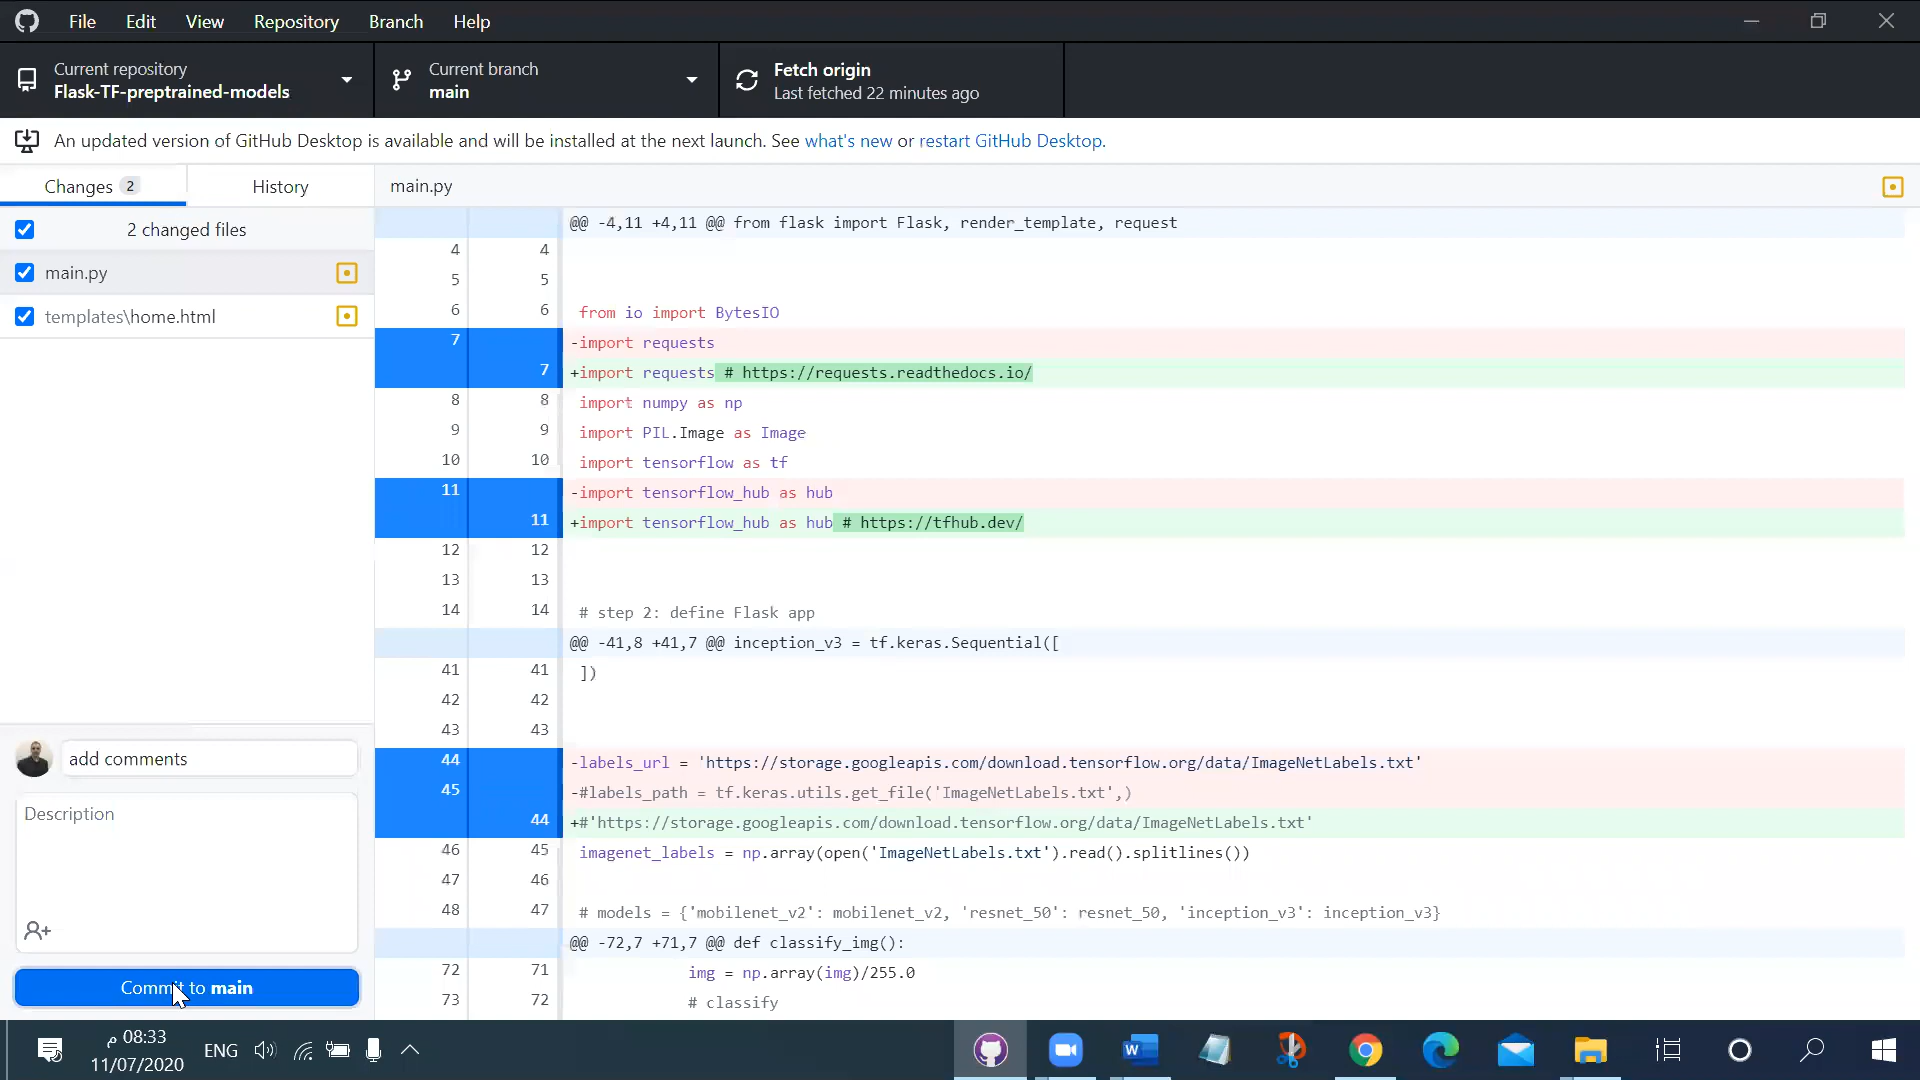 File Edit View Repository Branch Help
Current repository
Flask-TF-preptrained-models
Current branch
main
Fetch origin
Last fetched 22 minutes ago
An updated version of GitHub Desktop is available and will be installed at the next launch. See what's new or restart GitHub Desktop.
Changes 2
History
main.py
2 changed files
main.py
templates\home.html
@@ -4,11 +4,11 @@ from flask import Flask, render_template, request
4 4
5 5
6 6 from io import BytesIO
7 -import requests
7 +import requests # https://requests.readthedocs.io/
8 8 import numpy as np
9 9 import PIL.Image as Image
10 10 import tensorflow as tf
11 -import tensorflow_hub as hub
11 +import tensorflow_hub as hub # https://tfhub.dev/
12 12
13 13
14 14 # step 2: define Flask app
@@ -41,8 +41,7 @@ inception_v3 = tf.keras.Sequential([
41 41 ])
42 42
43 43
44 -labels_url = 'https://storage.googleapis.com/download.tensorflow.org/data/ImageNetLabels.txt'
45 -#labels_path = tf.keras.utils.get_file('ImageNetLabels.txt',)
44 +#'https://storage.googleapis.com/download.tensorflow.org/data/ImageNetLabels.txt'
46 45 imagenet_labels = np.array(open('ImageNetLabels.txt').read().splitlines())
47 46
48 47 # models = {'mobilenet_v2': mobilenet_v2, 'resnet_50': resnet_50, 'inception_v3': inception_v3}
@@ -72,7 +71,7 @@ def classify_img():
72 71 img = np.array(img)/255.0
73 72 # classify
add comments
Description
Commit to main
08:33 م
11/07/2020
ENG
W